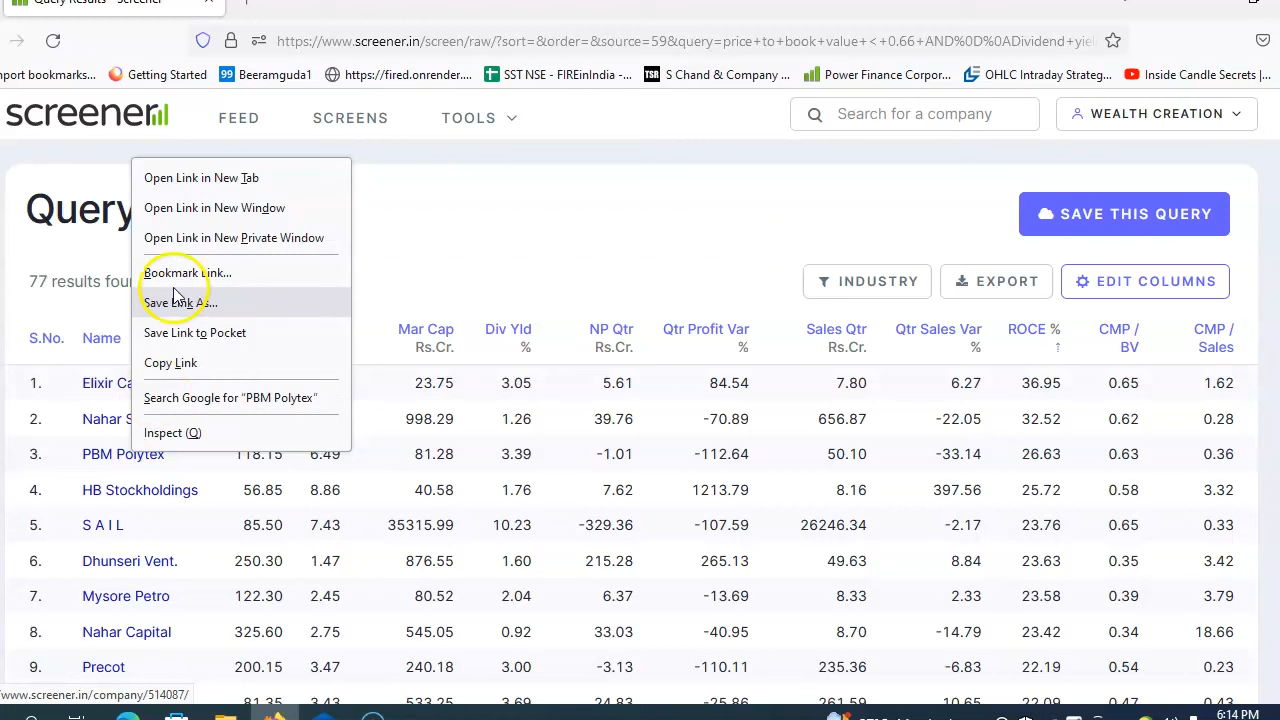 Query Results - Screener
https://www.screener.in/screen/raw/?sort=&order=&source=59&query=price+to+book+value+<+0.66+AND%0D%0ADividend+yiel
mport bookmarks...
Getting Started
99 Beeramguda1
https://fired.onrender....
SST NSE - FIREinIndia -...
TSR S Chand & Company ...
Power Finance Corpor...
OHLC Intraday Strateg...
Inside Candle Secrets |...
screener
FEED
SCREENS
TOOLS
Search for a company
WEALTH CREATION
Query
SAVE THIS QUERY
77 results foun
INDUSTRY
EXPORT
EDIT COLUMNS
Open Link in New Tab
Open Link in New Window
Open Link in New Private Window
Bookmark Link...
Save Link As...
Save Link to Pocket
Copy Link
Search Google for “PBM Polytex”
Inspect (Q)
S.No. Name Mar Cap Rs.Cr. Div Yld % NP Qtr Rs.Cr. Qtr Profit Var % Sales Qtr Rs.Cr. Qtr Sales Var % ROCE % ↑ CMP / BV CMP / Sales
1. Elixir Ca 23.75 3.05 5.61 84.54 7.80 6.27 36.95 0.65 1.62
2. Nahar S 998.29 1.26 39.76 -70.89 656.87 -22.05 32.52 0.62 0.28
3. PBM Polytex 118.15 6.49 81.28 3.39 -1.01 -112.64 50.10 -33.14 26.63 0.63 0.36
4. HB Stockholdings 56.85 8.86 40.58 1.76 7.62 1213.79 8.16 397.56 25.72 0.58 3.32
5. S A I L 85.50 7.43 35315.99 10.23 -329.36 -107.59 26246.34 -2.17 23.76 0.65 0.33
6. Dhunseri Vent. 250.30 1.47 876.55 1.60 215.28 265.13 49.63 8.84 23.63 0.35 3.42
7. Mysore Petro 122.30 2.45 80.52 2.04 6.37 -13.69 8.33 2.33 23.58 0.39 3.79
8. Nahar Capital 325.60 2.75 545.05 0.92 33.03 -40.95 8.70 -14.79 23.42 0.34 18.66
9. Precot 200.15 3.47 240.18 3.00 -3.13 -110.11 235.36 -6.83 22.19 0.54 0.23
www.screener.in/company/514087/
6:14 PM